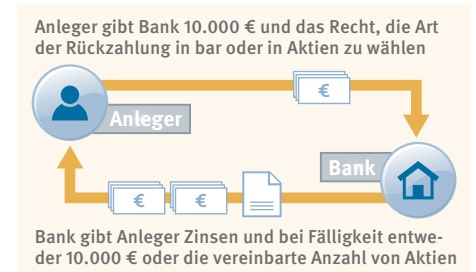 Anleger gibt Bank 10.000 € und das Recht, die Art
der Rückzahlung in bar oder in Aktien zu wählen
€
Anleger
Bank
€ €
Bank gibt Anleger Zinsen und bei Fälligkeit entwe-
der 10.000 € oder die vereinbarte Anzahl von Aktien